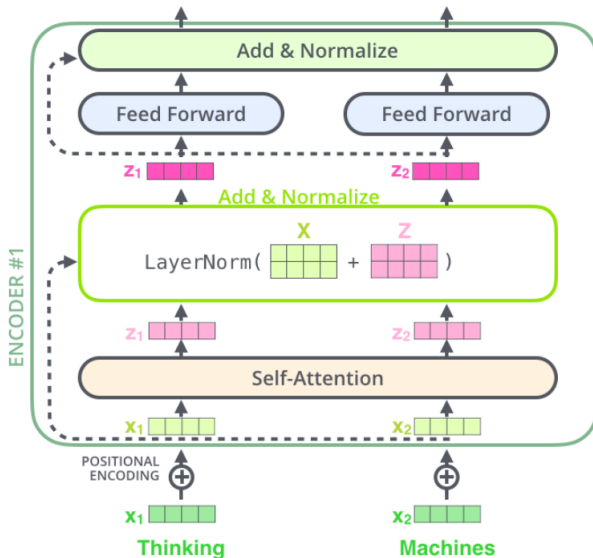 Add & Normalize
Feed Forward Feed Forward
z1 z2
Add & Normalize
X Z
LayerNorm( + )
ENCODER #1
z1 z2
Self-Attention
x1 x2
POSITIONAL
ENCODING
x1 x2
Thinking Machines